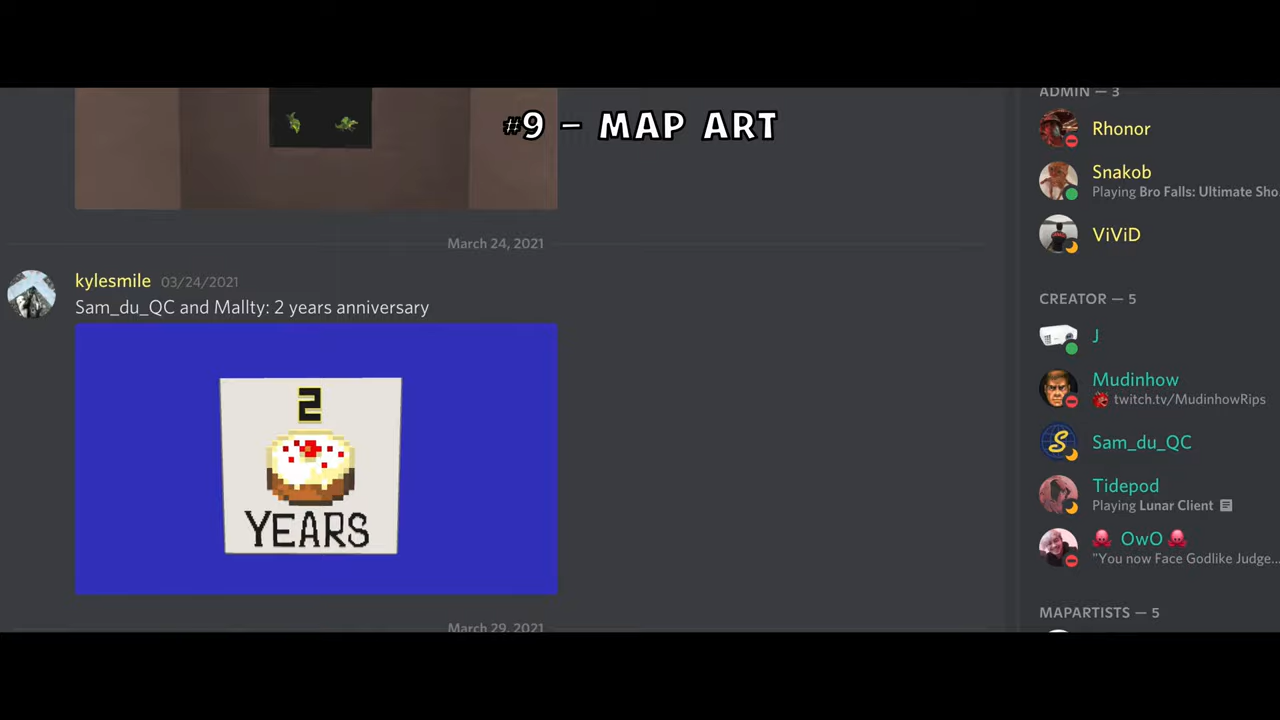 #9 – MAP ART
March 24, 2021
kylesmile 03/24/2021
Sam_du_QC and Mallty: 2 years anniversary
2
YEARS
March 29, 2021
ADMIN — 3
Rhonor
Snakob
Playing Bro Falls: Ultimate Sho
ViViD
CREATOR — 5
J
Mudinhow
twitch.tv/MudinhowRips
Sam_du_QC
Tidepod
Playing Lunar Client
OwO
"You now Face Godlike Judge...
MAPARTISTS — 5